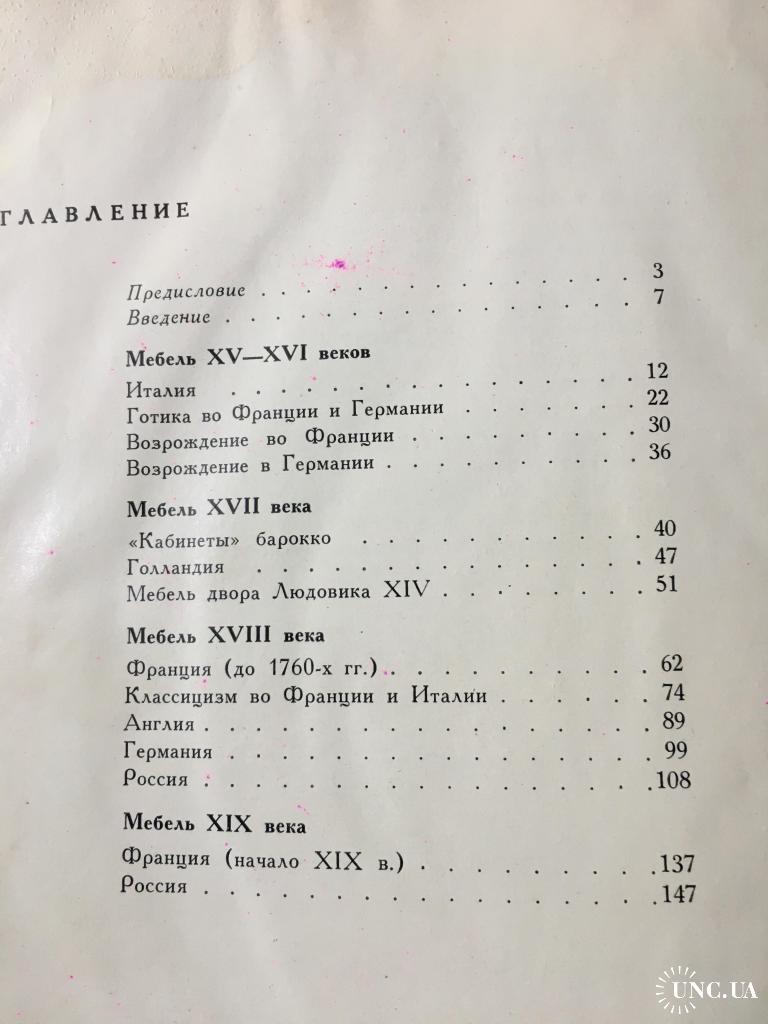 ГЛАВЛЕНИЕ
Предисловие . . . . . . . . . . . . . . . . 3
Введение . . . . . . . . . . . . . . . . . 7
Мебель XV—XVI веков
Италия . . . . . . . . . . . . . . . . . 12
Готика во Франции и Германии . . . . . . . 22
Возрождение во Франции . . . . . . . . . 30
Возрождение в Германии . . . . . . . . . . 36
Мебель XVII века
«Кабинеты» барокко . . . . . . . . . . . 40
Голландия . . . . . . . . . . . . . . . . 47
Мебель двора Людовика XIV . . . . . . . . 51
Мебель XVIII века
Франция (до 1760-х гг.) . . . . . . . . . . 62
Классицизм во Франции и Италии . . . . . . 74
Англия . . . . . . . . . . . . . . . . . 89
Германия . . . . . . . . . . . . . . . . 99
Россия . . . . . . . . . . . . . . . . . 108
Мебель XIX века
Франция (начало XIX в.) . . . . . . . . . 137
Россия . . . . . . . . . . . . . . . . . 147
UNC.UA